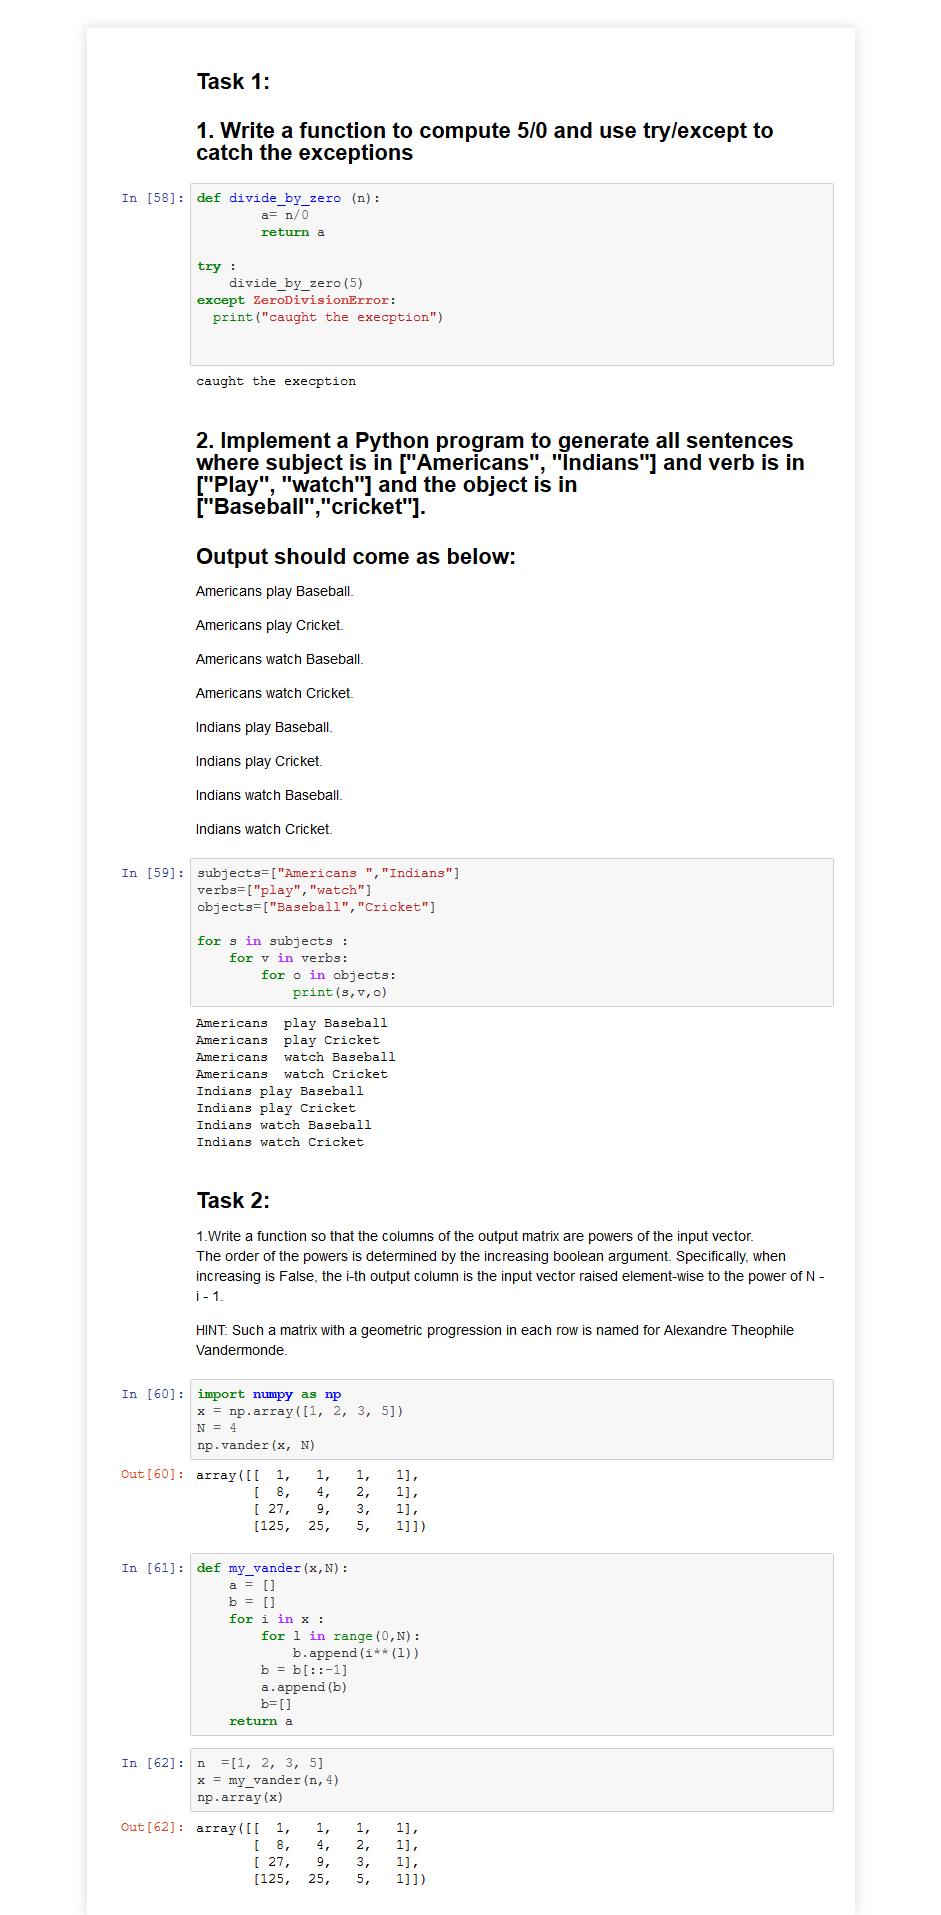 Task 1:
1. Write a function to compute 5/0 and use try/except to
catch the exceptions
In [58]: def divide_by_zero (n):
        a= n/0
        return a
try :
    divide_by_zero(5)
except ZeroDivisionError:
  print("caught the execption")
caught the execption
2. Implement a Python program to generate all sentences
where subject is in ["Americans", "Indians"] and verb is in
["Play", "watch"] and the object is in
["Baseball","cricket"].
Output should come as below:
Americans play Baseball.
Americans play Cricket.
Americans watch Baseball.
Americans watch Cricket.
Indians play Baseball.
Indians play Cricket.
Indians watch Baseball.
Indians watch Cricket.
In [59]: subjects=["Americans ","Indians"]
verbs=["play","watch"]
objects=["Baseball","Cricket"]
for s in subjects :
    for v in verbs:
        for o in objects:
            print(s,v,o)
Americans  play Baseball
Americans  play Cricket
Americans  watch Baseball
Americans  watch Cricket
Indians play Baseball
Indians play Cricket
Indians watch Baseball
Indians watch Cricket
Task 2:
1.Write a function so that the columns of the output matrix are powers of the input vector.
The order of the powers is determined by the increasing boolean argument. Specifically, when
increasing is False, the i-th output column is the input vector raised element-wise to the power of N -
i - 1.
HINT: Such a matrix with a geometric progression in each row is named for Alexandre Theophile
Vandermonde.
In [60]: import numpy as np
x = np.array([1, 2, 3, 5])
N = 4
np.vander(x, N)
Out[60]: array([[  1,   1,   1,   1],
       [  8,   4,   2,   1],
       [ 27,   9,   3,   1],
       [125,  25,   5,   1]])
In [61]: def my_vander(x,N):
    a = []
    b = []
    for i in x :
        for l in range(0,N):
            b.append(i**(l))
        b = b[::-1]
        a.append(b)
        b=[]
    return a
In [62]: n  =[1, 2, 3, 5]
x = my_vander(n,4)
np.array(x)
Out[62]: array([[  1,   1,   1,   1],
       [  8,   4,   2,   1],
       [ 27,   9,   3,   1],
       [125,  25,   5,   1]])